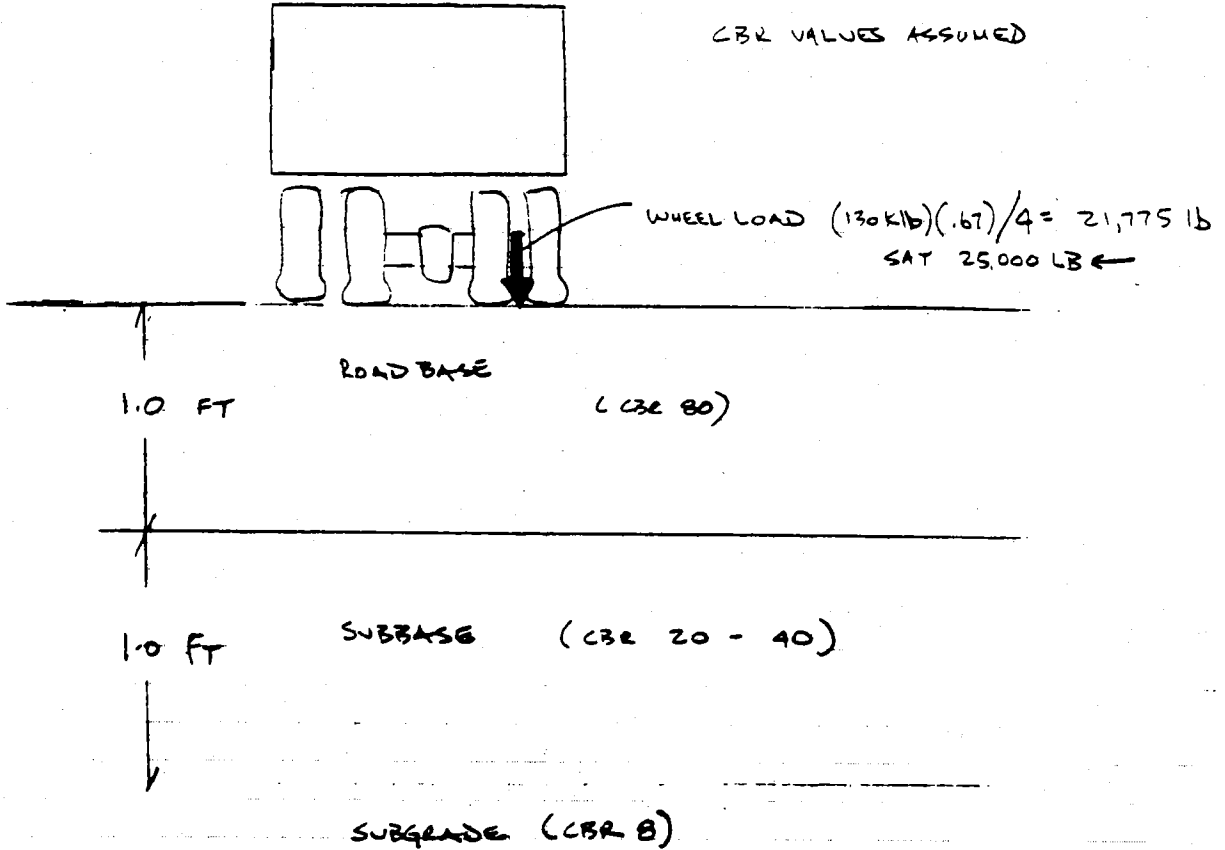 CBR VALUES ASSUMED
WHEEL LOAD (130 Klb)(.67)/4 = 21,775 lb
SAY 25,000 LB ←
ROAD BASE
1.0 FT (CBR 80)
1.0 FT SUBBASE (CBR 20 - 40)
SUBGRADE (CBR 8)